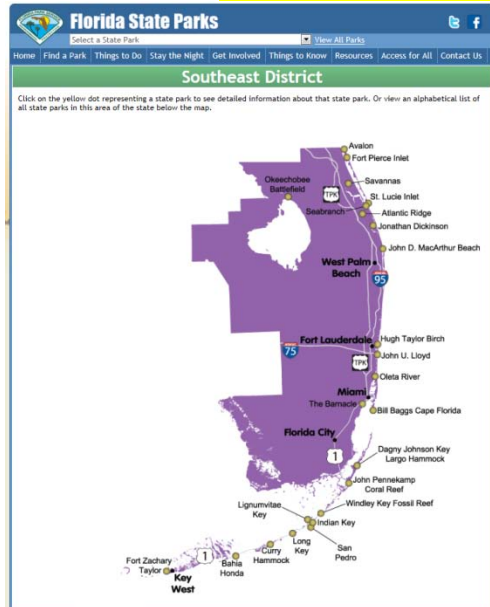 Florida State Parks
Select a State Park
View All Parks
Home Find a Park Things to Do Stay the Night Get Involved Things to Know Resources Access for All Contact Us
Southeast District
Click on the yellow dot representing a state park to see detailed information about that state park. Or view an alphabetical list of
all state parks in this area of the state below the map.
Avalon
Fort Pierce Inlet
Okeechobee
Battlefield
Savannas
TPK
St. Lucie Inlet
Seabranch
Atlantic Ridge
Jonathan Dickinson
John D. MacArthur Beach
West Palm
Beach
95
Fort Lauderdale
Hugh Taylor Birch
75
John U. Lloyd
TPK
Oleta River
Miami
The Barnacle
Bill Baggs Cape Florida
Florida City
1
Dagny Johnson Key
Largo Hammock
John Pennekamp
Coral Reef
Windley Key Fossil Reef
Lignumvitae
Key
Indian Key
San
Pedro
Long
Key
Curry
Hammock
1
Bahia
Honda
Fort Zachary
Taylor
Key
West